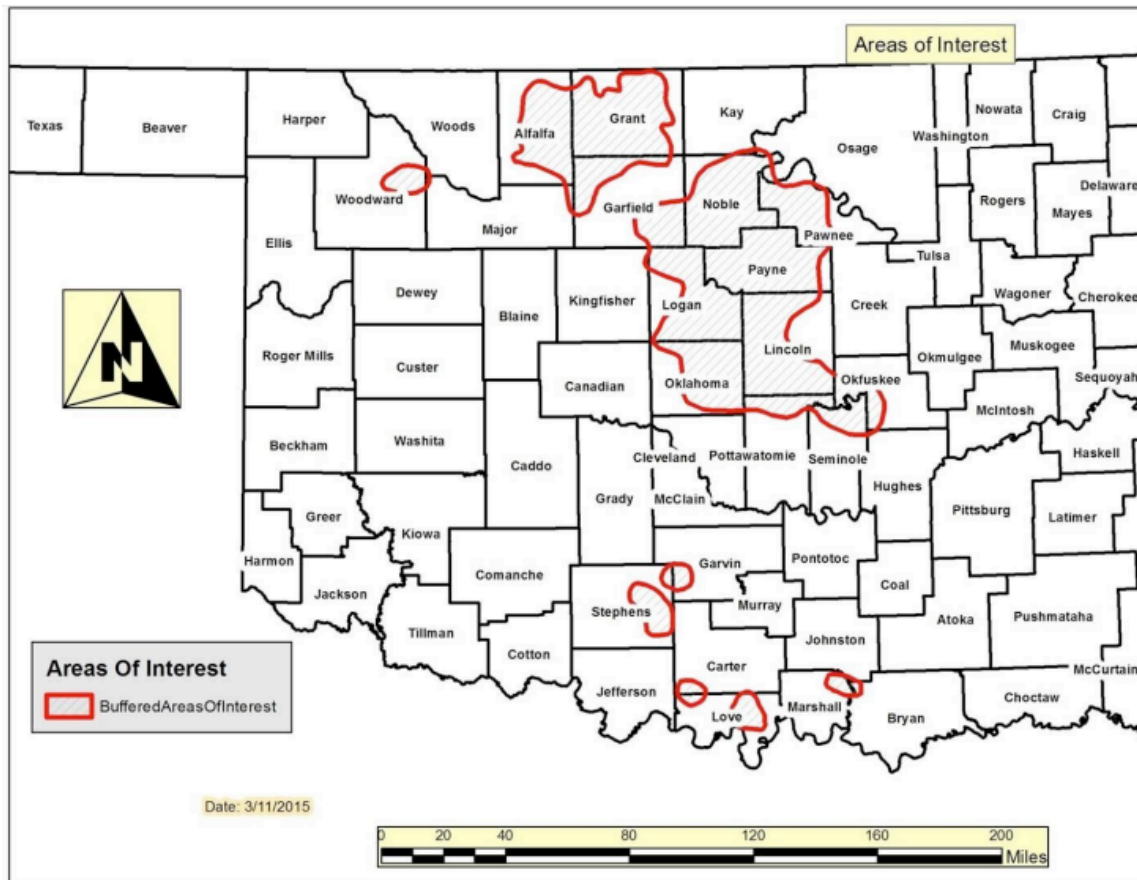 Areas of Interest
Texas
Beaver
Harper
Woods
Alfalfa
Grant
Kay
Osage
Washington
Nowata
Craig
Woodward
Major
Garfield
Noble
Pawnee
Rogers
Mayes
Delaware
Ellis
Dewey
Blaine
Kingfisher
Logan
Payne
Creek
Tulsa
Wagoner
Cherokee
Roger Mills
Custer
Canadian
Oklahoma
Lincoln
Okfuskee
Okmulgee
Muskogee
Sequoyah
McIntosh
Beckham
Washita
Caddo
Grady
Cleveland
McClain
Pottawatomie
Seminole
Hughes
Haskell
Pittsburg
Latimer
Greer
Kiowa
Harmon
Jackson
Comanche
Garvin
Pontotoc
Coal
Stephens
Murray
Atoka
Pushmataha
Tillman
Cotton
Johnston
Carter
Jefferson
Love
Marshall
Bryan
Choctaw
McCurtain
N
Areas Of Interest
BufferedAreasOfInterest
Date: 3/11/2015
0 20 40 80 120 160 200
Miles